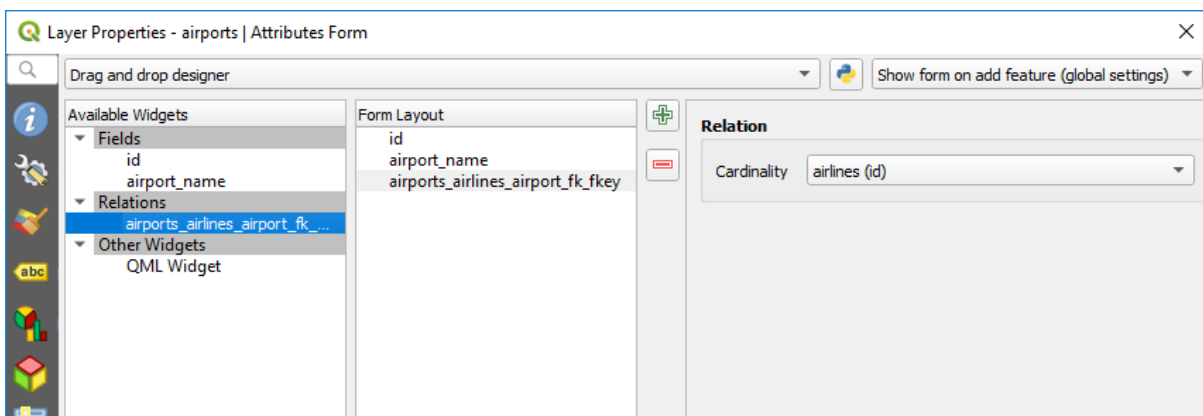 Layer Properties - airports | Attributes Form
Drag and drop designer
Show form on add feature (global settings)
Available Widgets
Fields
id
airport_name
Relations
airports_airlines_airport_fk_...
Other Widgets
QML Widget
Form Layout
id
airport_name
airports_airlines_airport_fk_fkey
Relation
Cardinality airlines (id)
abc